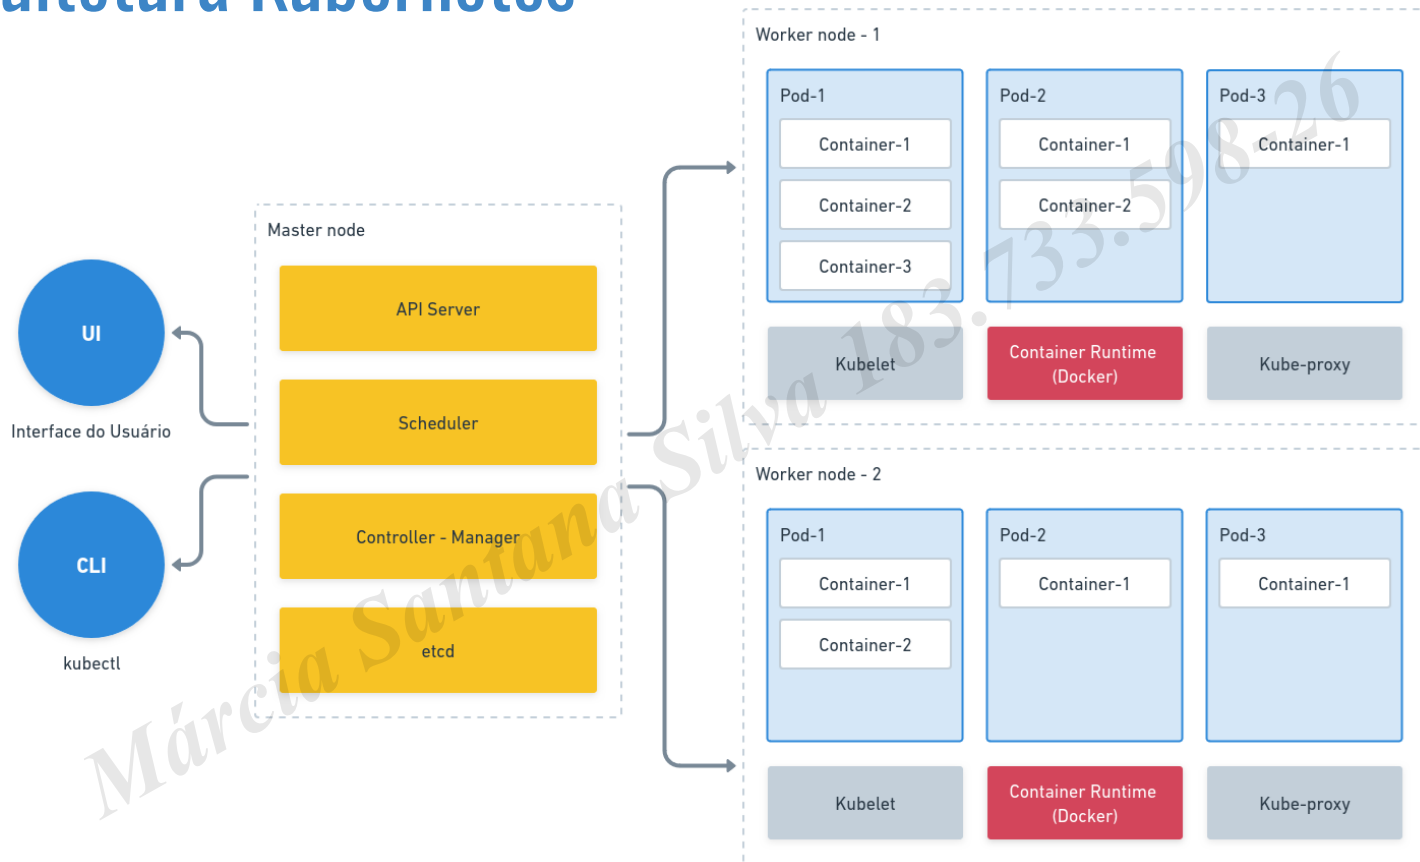 Worker node - 1
Pod-1
Container-1
Container-2
Container-3
Pod-2
Container-1
Container-2
Pod-3
Container-1
Kubelet
Container Runtime
(Docker)
Kube-proxy
Master node
API Server
Scheduler
Controller - Manager
etcd
UI
Interface do Usuário
CLI
kubectl
Worker node - 2
Pod-1
Container-1
Container-2
Pod-2
Container-1
Pod-3
Container-1
Kubelet
Container Runtime
(Docker)
Kube-proxy
Márcia Santana Silva 183.733.598-26